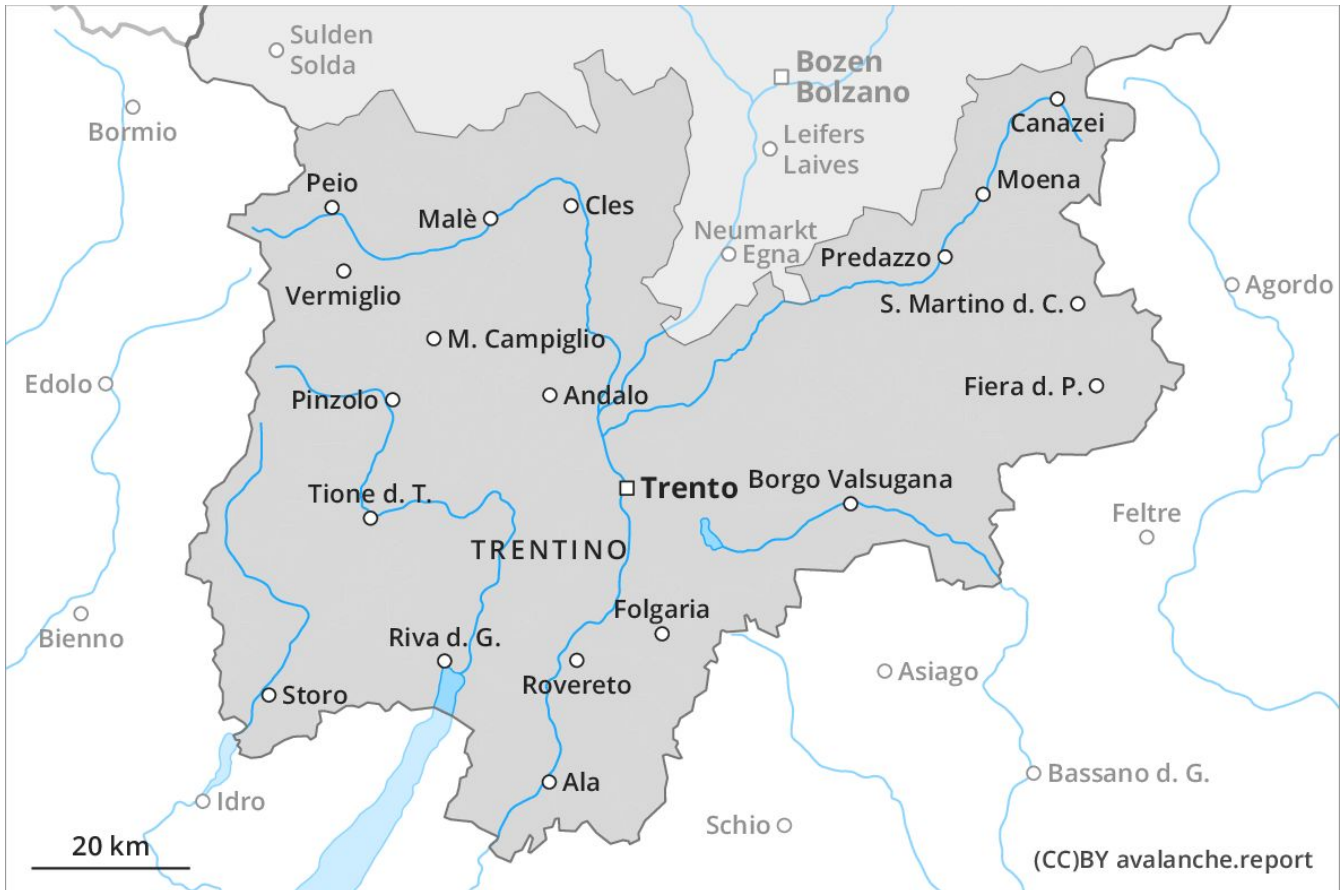 Sulden
Solda
Bozen
Bolzano
Bormio
Canazei
Leifers
Laives
Peio
Moena
Malè
Cles
Neumarkt
Egna
Predazzo
Agordo
Vermiglio
S. Martino d. C.
M. Campiglio
Edolo
Pinzolo
Andalo
Fiera d. P.
Tione d. T.
Trento
Borgo Valsugana
Feltre
TRENTINO
Folgaria
Bienno
Riva d. G.
Asiago
Rovereto
Storo
Bassano d. G.
Ala
Idro
Schio
20 km
(CC)BY avalanche.report